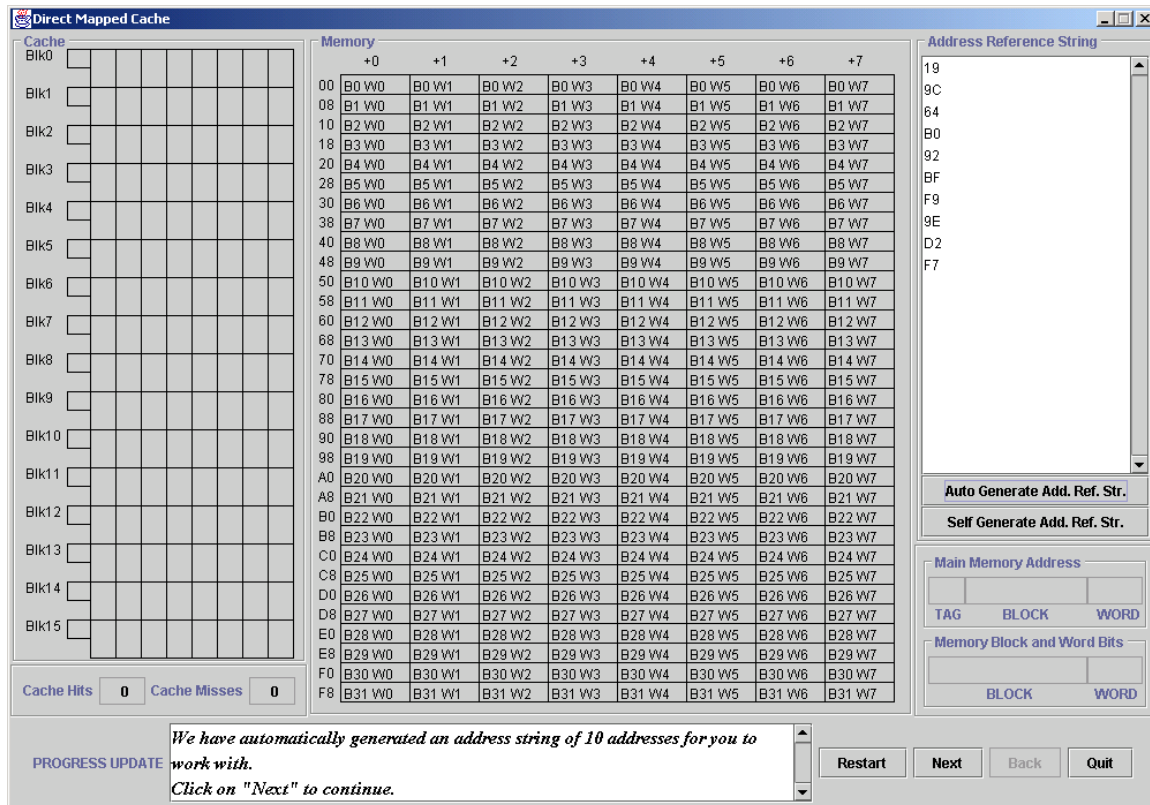 Direct Mapped Cache
Cache
Blk0
Blk1
Blk2
Blk3
Blk4
Blk5
Blk6
Blk7
Blk8
Blk9
Blk10
Blk11
Blk12
Blk13
Blk14
Blk15
Cache Hits 0 Cache Misses 0
Memory
+0 +1 +2 +3 +4 +5 +6 +7
00 B0 W0 B0 W1 B0 W2 B0 W3 B0 W4 B0 W5 B0 W6 B0 W7
08 B1 W0 B1 W1 B1 W2 B1 W3 B1 W4 B1 W5 B1 W6 B1 W7
10 B2 W0 B2 W1 B2 W2 B2 W3 B2 W4 B2 W5 B2 W6 B2 W7
18 B3 W0 B3 W1 B3 W2 B3 W3 B3 W4 B3 W5 B3 W6 B3 W7
20 B4 W0 B4 W1 B4 W2 B4 W3 B4 W4 B4 W5 B4 W6 B4 W7
28 B5 W0 B5 W1 B5 W2 B5 W3 B5 W4 B5 W5 B5 W6 B5 W7
30 B6 W0 B6 W1 B6 W2 B6 W3 B6 W4 B6 W5 B6 W6 B6 W7
38 B7 W0 B7 W1 B7 W2 B7 W3 B7 W4 B7 W5 B7 W6 B7 W7
40 B8 W0 B8 W1 B8 W2 B8 W3 B8 W4 B8 W5 B8 W6 B8 W7
48 B9 W0 B9 W1 B9 W2 B9 W3 B9 W4 B9 W5 B9 W6 B9 W7
50 B10 W0 B10 W1 B10 W2 B10 W3 B10 W4 B10 W5 B10 W6 B10 W7
58 B11 W0 B11 W1 B11 W2 B11 W3 B11 W4 B11 W5 B11 W6 B11 W7
60 B12 W0 B12 W1 B12 W2 B12 W3 B12 W4 B12 W5 B12 W6 B12 W7
68 B13 W0 B13 W1 B13 W2 B13 W3 B13 W4 B13 W5 B13 W6 B13 W7
70 B14 W0 B14 W1 B14 W2 B14 W3 B14 W4 B14 W5 B14 W6 B14 W7
78 B15 W0 B15 W1 B15 W2 B15 W3 B15 W4 B15 W5 B15 W6 B15 W7
80 B16 W0 B16 W1 B16 W2 B16 W3 B16 W4 B16 W5 B16 W6 B16 W7
88 B17 W0 B17 W1 B17 W2 B17 W3 B17 W4 B17 W5 B17 W6 B17 W7
90 B18 W0 B18 W1 B18 W2 B18 W3 B18 W4 B18 W5 B18 W6 B18 W7
98 B19 W0 B19 W1 B19 W2 B19 W3 B19 W4 B19 W5 B19 W6 B19 W7
A0 B20 W0 B20 W1 B20 W2 B20 W3 B20 W4 B20 W5 B20 W6 B20 W7
A8 B21 W0 B21 W1 B21 W2 B21 W3 B21 W4 B21 W5 B21 W6 B21 W7
B0 B22 W0 B22 W1 B22 W2 B22 W3 B22 W4 B22 W5 B22 W6 B22 W7
B8 B23 W0 B23 W1 B23 W2 B23 W3 B23 W4 B23 W5 B23 W6 B23 W7
C0 B24 W0 B24 W1 B24 W2 B24 W3 B24 W4 B24 W5 B24 W6 B24 W7
C8 B25 W0 B25 W1 B25 W2 B25 W3 B25 W4 B25 W5 B25 W6 B25 W7
D0 B26 W0 B26 W1 B26 W2 B26 W3 B26 W4 B26 W5 B26 W6 B26 W7
D8 B27 W0 B27 W1 B27 W2 B27 W3 B27 W4 B27 W5 B27 W6 B27 W7
E0 B28 W0 B28 W1 B28 W2 B28 W3 B28 W4 B28 W5 B28 W6 B28 W7
E8 B29 W0 B29 W1 B29 W2 B29 W3 B29 W4 B29 W5 B29 W6 B29 W7
F0 B30 W0 B30 W1 B30 W2 B30 W3 B30 W4 B30 W5 B30 W6 B30 W7
F8 B31 W0 B31 W1 B31 W2 B31 W3 B31 W4 B31 W5 B31 W6 B31 W7
Address Reference String
19
9C
64
B0
92
BF
F9
9E
D2
F7
Auto Generate Add. Ref. Str.
Self Generate Add. Ref. Str.
Main Memory Address
TAG BLOCK WORD
Memory Block and Word Bits
BLOCK WORD
PROGRESS UPDATE
We have automatically generated an address string of 10 addresses for you to
work with.
Click on "Next" to continue.
Restart Next Back Quit